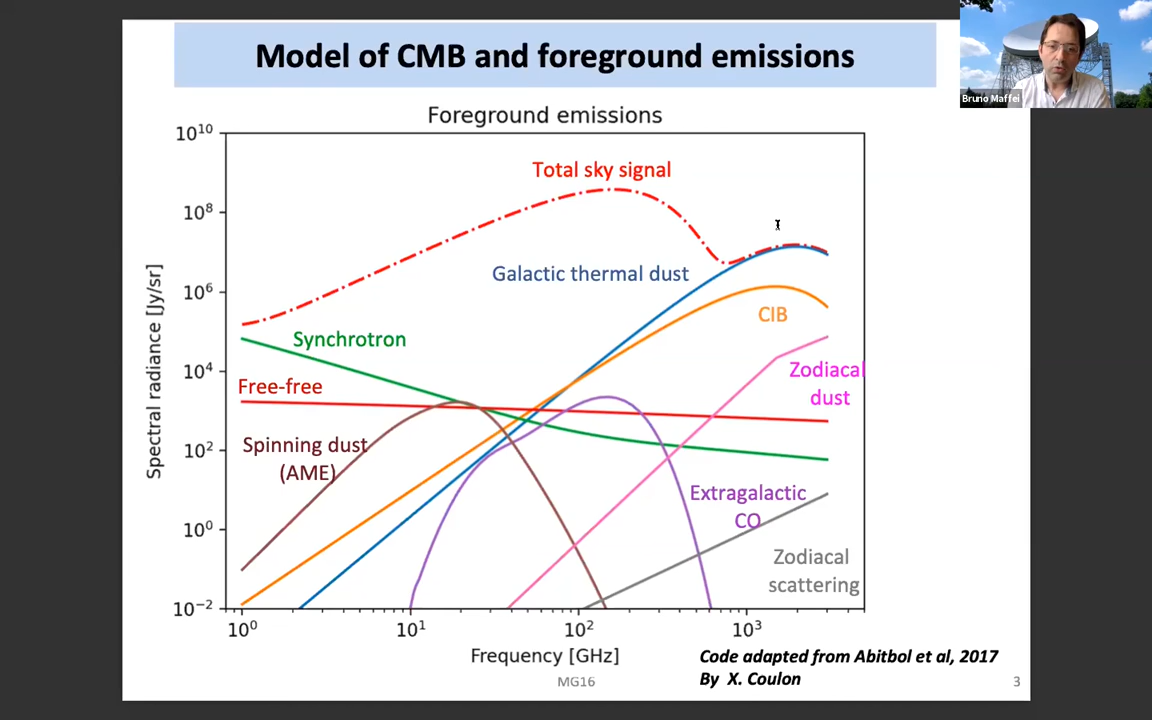 Model of CMB and foreground emissions
Bruno Maffei
Foreground emissions
10^10
10^8
10^6
10^4
10^2
10^0
10^-2
Spectral radiance [Jy/sr]
Total sky signal
Galactic thermal dust
CIB
Synchrotron
Zodiacal
dust
Free-free
Spinning dust
(AME)
Extragalactic
CO
Zodiacal
scattering
10^0
10^1
10^2
10^3
Frequency [GHz]
Code adapted from Abitbol et al, 2017
By X. Coulon
MG16
3